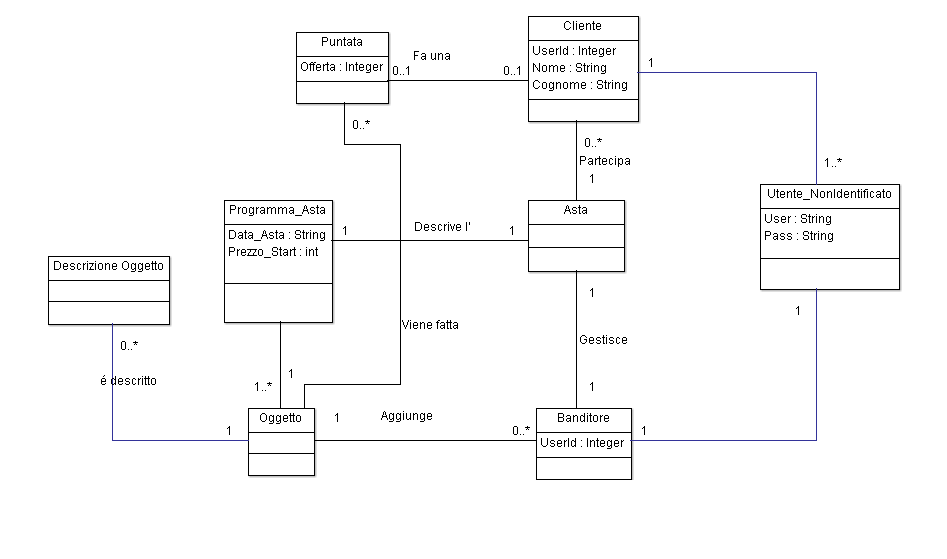 Cliente
UserId : Integer
Nome : String
Cognome : String
Puntata
Offerta : Integer
Fa una
0..1
0..1
1
0..*
0..*
Partecipa
1
1..*
Utente_NonIdentificato
User : String
Pass : String
Programma_Asta
Data_Asta : String
Prezzo_Start : int
1
Descrive l'
1
Asta
Descrizione Oggetto
1
1
Viene fatta
Gestisce
0..*
é descritto
1
1..*
1
Oggetto
1
Aggiunge
0..*
1
Banditore
UserId : Integer
1